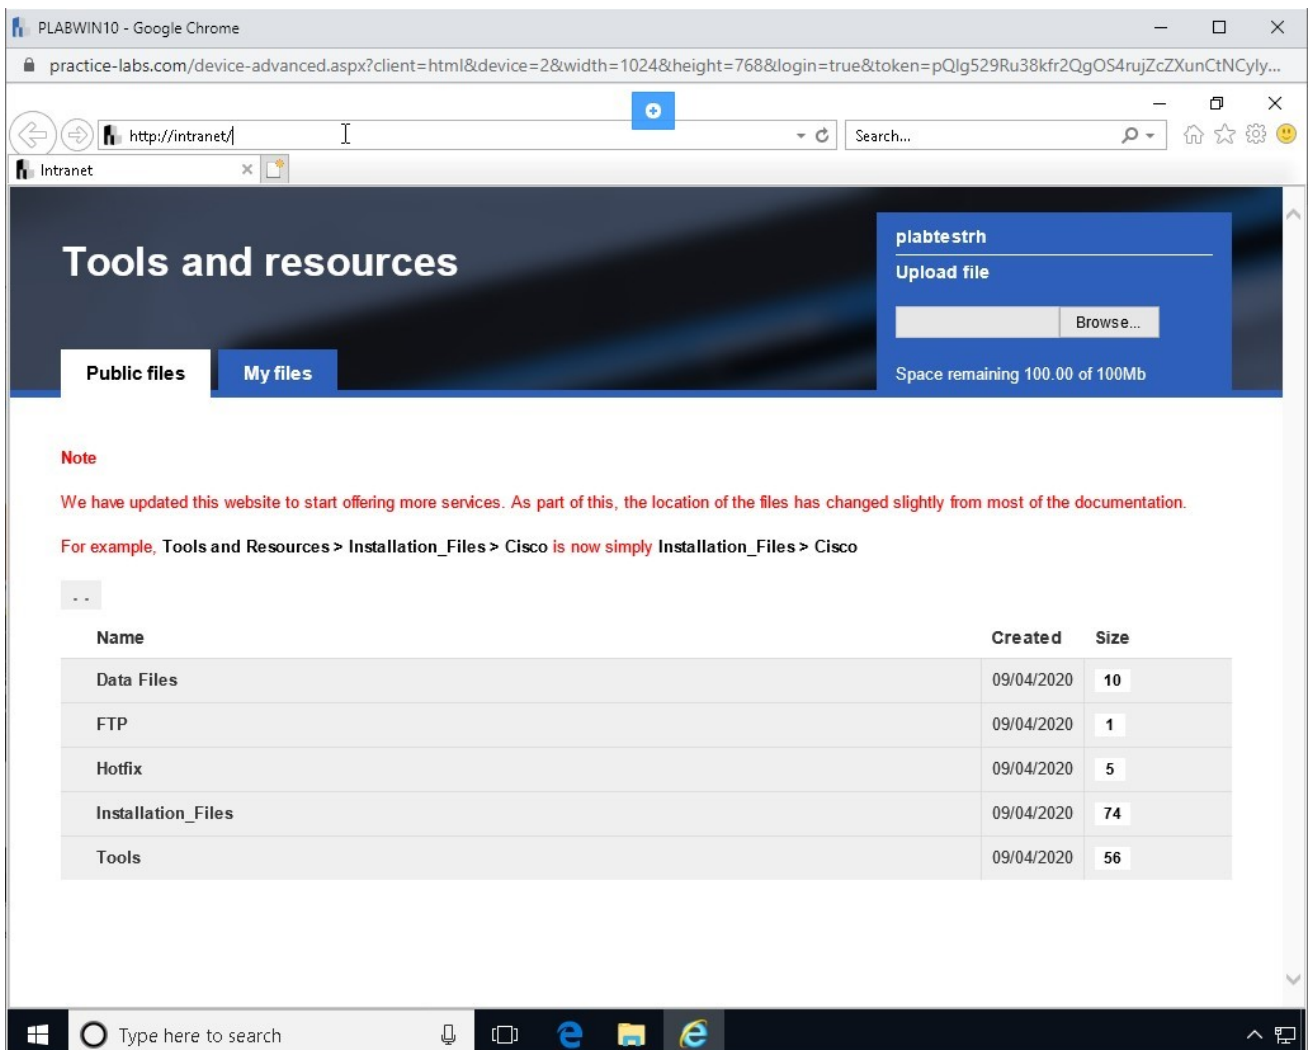 PLABWIN10 - Google Chrome
practice-labs.com/device-advanced.aspx?client=html&device=2&width=1024&height=768&login=true&token=pQlg529Ru38kfr2QgOS4rujZcZXunCtNCyly...
http://intranet/
Search...
Intranet
Tools and resources
plabtestrh
Upload file
Browse...
Space remaining 100.00 of 100Mb
Public files
My files
Note
We have updated this website to start offering more services. As part of this, the location of the files has changed slightly from most of the documentation.
For example, Tools and Resources > Installation_Files > Cisco is now simply Installation_Files > Cisco
..
Name Created Size
Data Files 09/04/2020 10
FTP 09/04/2020 1
Hotfix 09/04/2020 5
Installation_Files 09/04/2020 74
Tools 09/04/2020 56
Type here to search